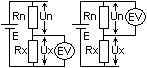 Rn Un Rn Un EV
E E
Rx Ux EV Rx Ux